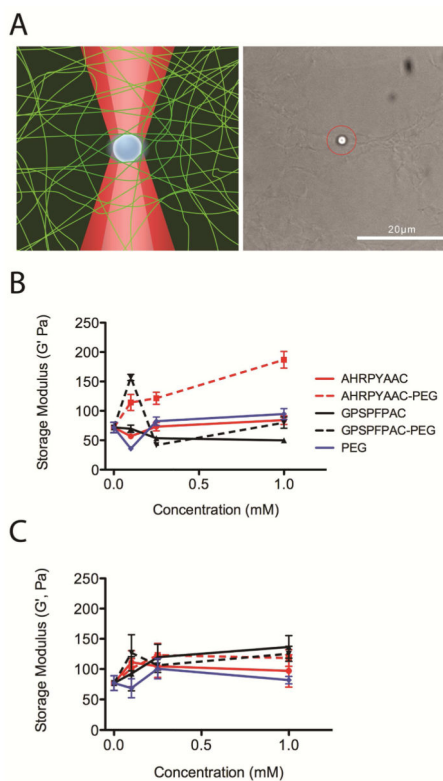 A
20µm
B
Storage Modulus (G' Pa)
250
200
150
100
50
0
0.0
0.5
1.0
Concentration (mM)
AHRPYAAC
AHRPYAAC-PEG
GPSPFPAC
GPSPFPAC-PEG
PEG
C
Storage Modulus (G', Pa)
250
200
150
100
50
0
0.0
0.5
1.0
Concentration (mM)